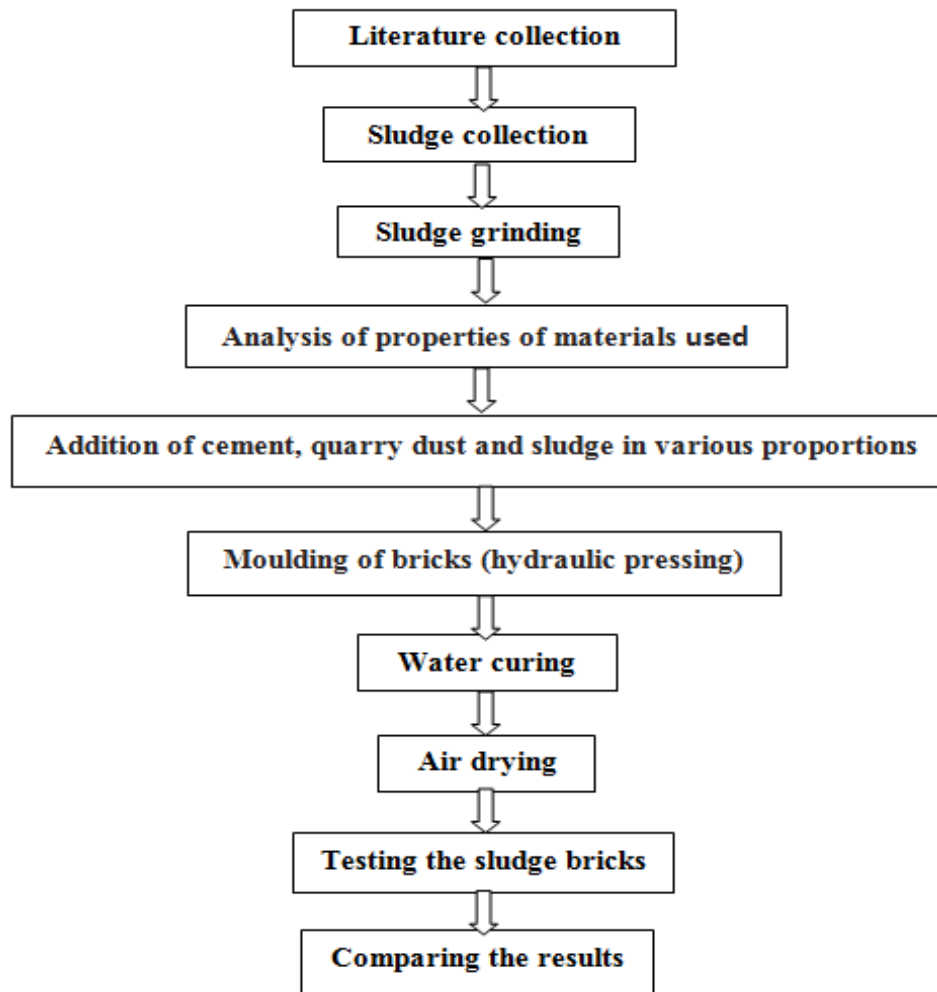 Literature collection
Sludge collection
Sludge grinding
Analysis of properties of materials used
Addition of cement, quarry dust and sludge in various proportions
Moulding of bricks (hydraulic pressing)
Water curing
Air drying
Testing the sludge bricks
Comparing the results